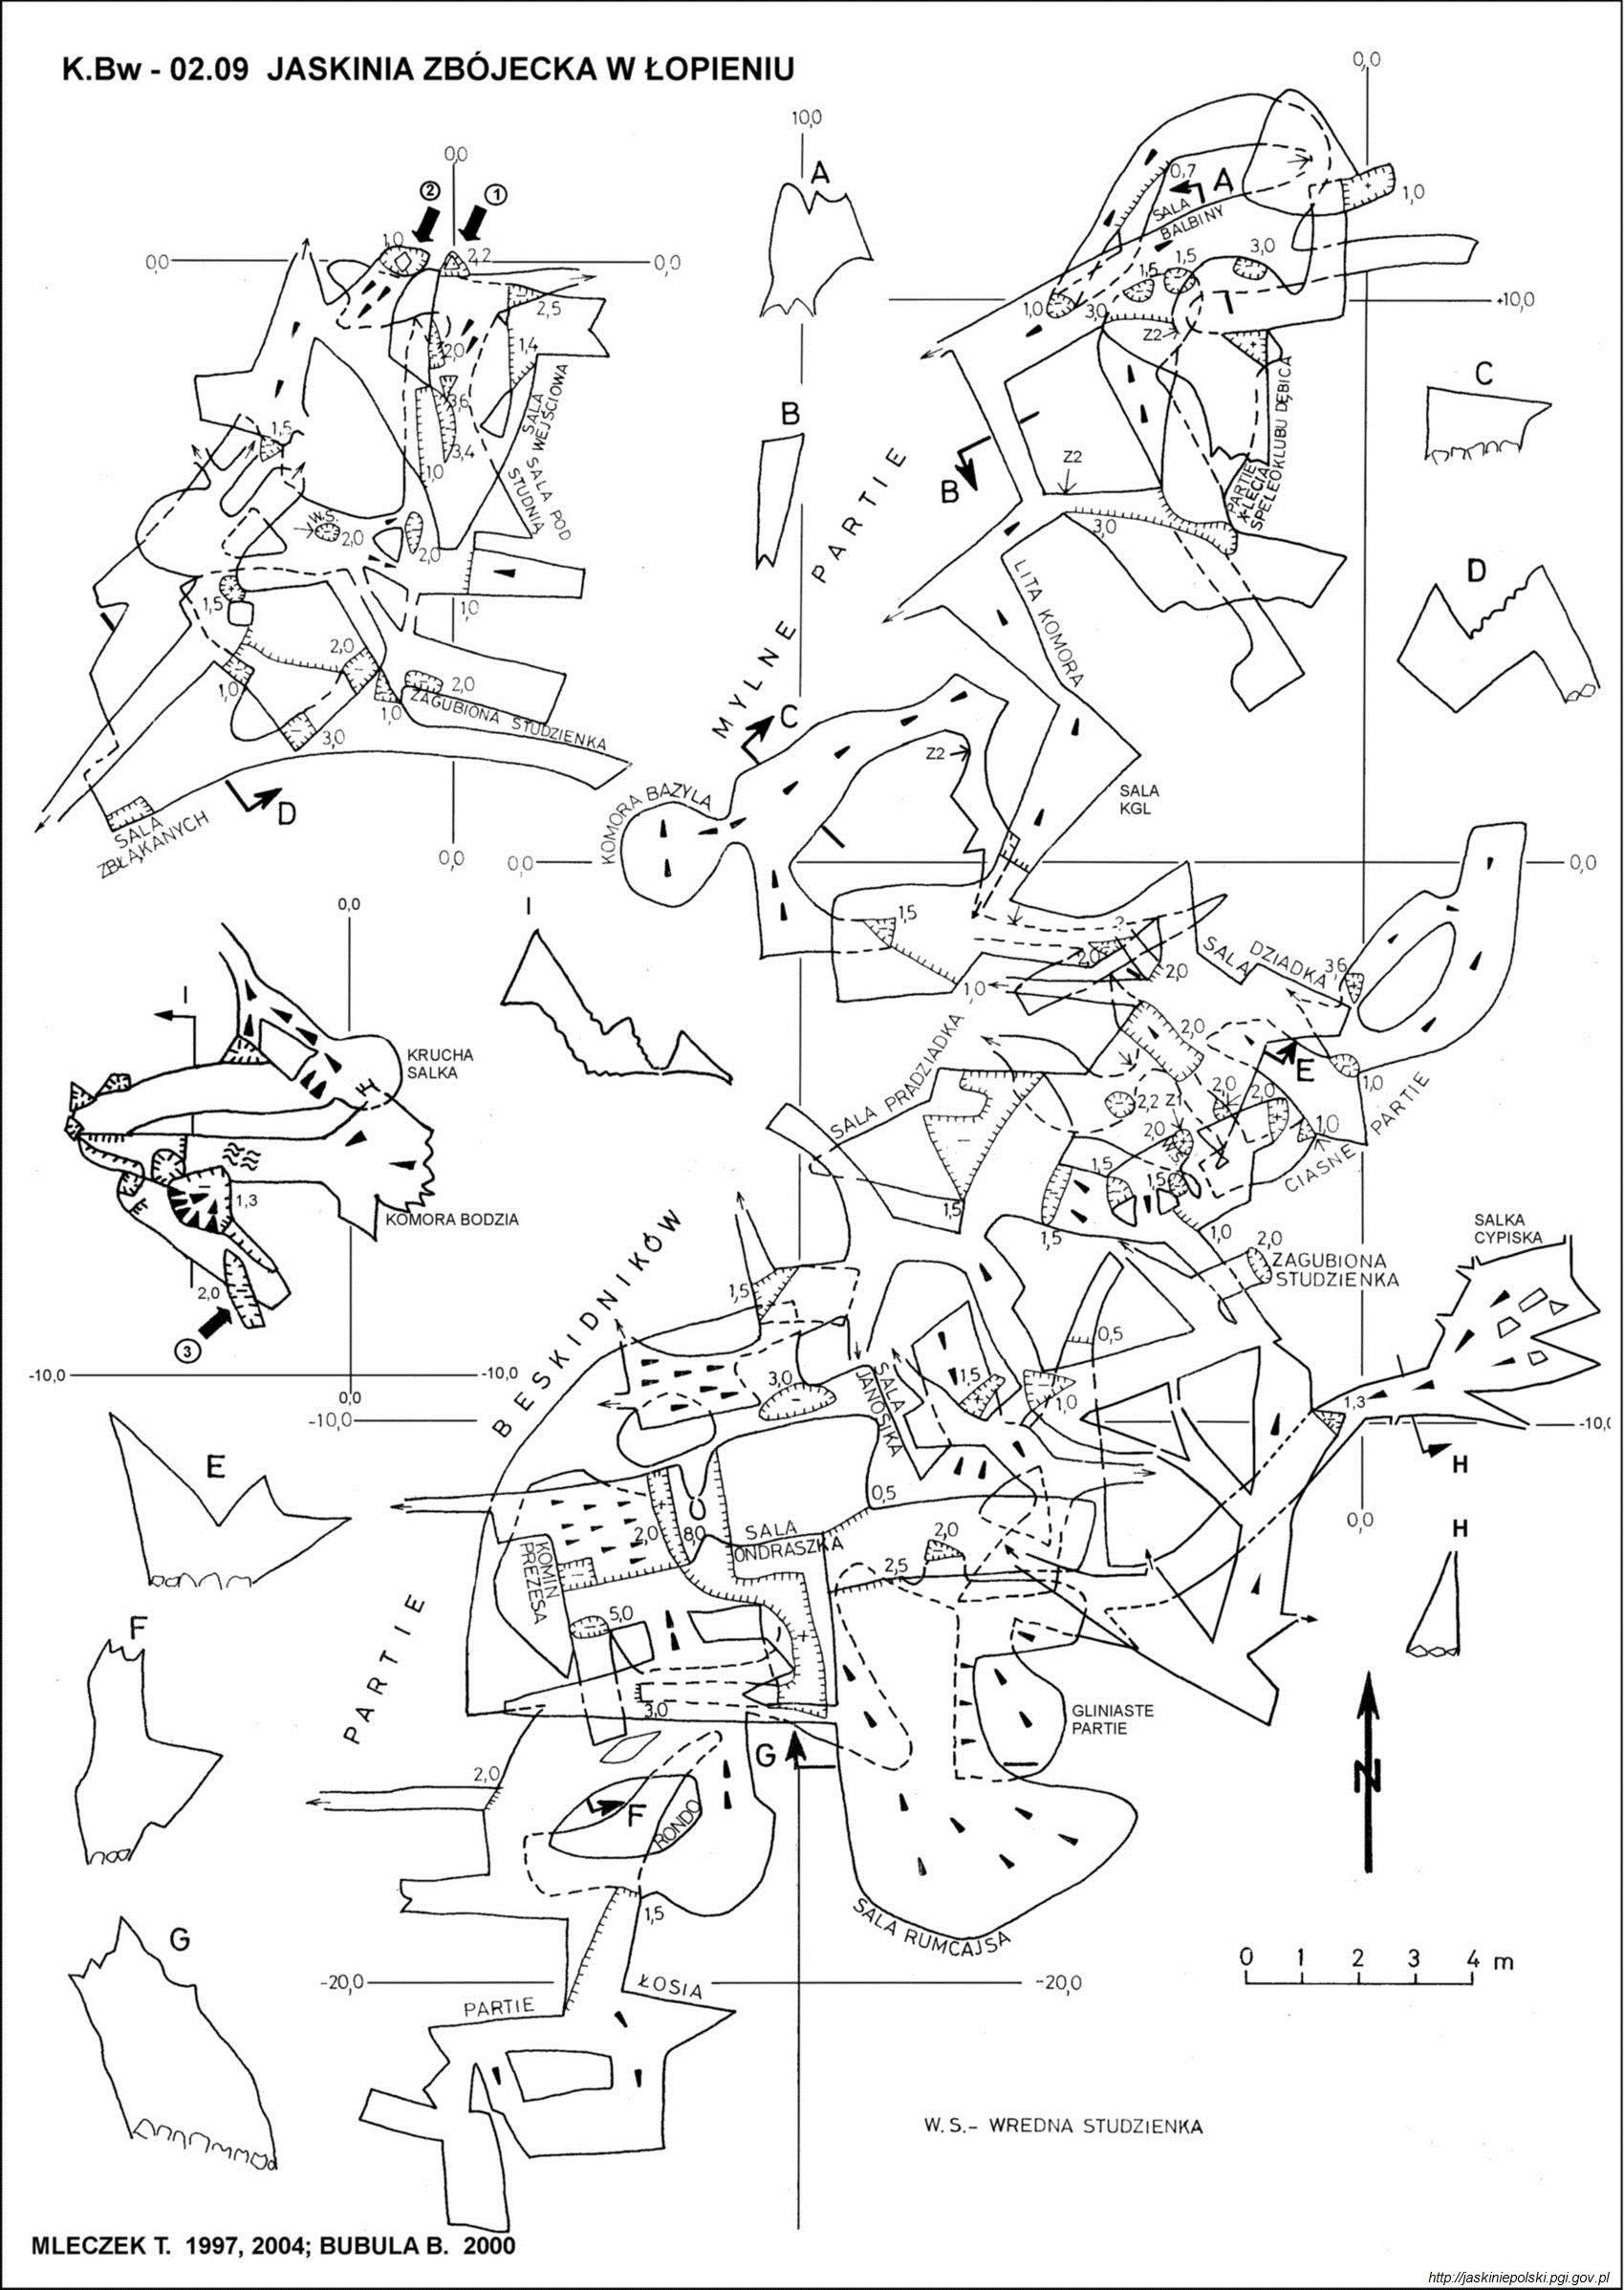 K.Bw - 02.09 JASKINIA ZBÓJECKA W ŁOPIENIU
0,0
10,0
0,0
A
0,7
A
1,0
SALA
BALBINY
1,5
1,5
3,0
1,0
3,0
Z2
+10,0
2
1
1,0
2,2
0,0
0,0
2,5
2,0
1,4
3,6
SALA
WEJŚCIOWA
3,4
1,0
SALA POD
STUDNIĄ
1,5
W.S.
2,0
2,0
1,5
1,0
2,0
1,0
2,0
1,0
ZAGUBIONA STUDZIENKA
3,0
D
SALA
ZBŁĄKANYCH
0,0
B
B
MYLNE PARTIE
Z2
3,0
PARTIE
X-LECIA
SPELEOKLUBU DĘBICA
C
D
LITA KOMORA
C
Z2
SALA
KGL
KOMORA BAZYLA
0,0
0,0
1,5
1,0
?
2,0
2,0
SALA DZIADKA
3,6
2,0
E
1,0
2,2
Z1
2,0
2,0
2,0
W.S.
1,0
1,5
1,5
CIASNE PARTIE
SALA PRADZIADKA
1,5
1,5
1,0
2,0
ZAGUBIONA
STUDZIENKA
SALKA
CYPISKA
0,0
I
I
KRUCHA
SALKA
1,3
KOMORA BODZIA
2,0
3
-10,0
-10,0
0,0
-10,0
PARTIE BESKIDNIKÓW
1,5
3,0
SALA
JANOSIKA
1,5
1,0
0,5
1,3
-10,0
H
H
0,0
E
0,5
2,0
8,0
SALA
ONDRASZKA
2,0
2,5
KOMIN
PREZESA
5,0
3,0
F
2,0
G
F
RONDO
GLINIASTE
PARTIE
N
1,5
SALA RUMCAJSA
G
-20,0
-20,0
PARTIE ŁOSIA
0 1 2 3 4 m
W.S.- WREDNA STUDZIENKA
MLECZEK T. 1997, 2004; BUBULA B. 2000
http://jaskiniepolski.pgi.gov.pl